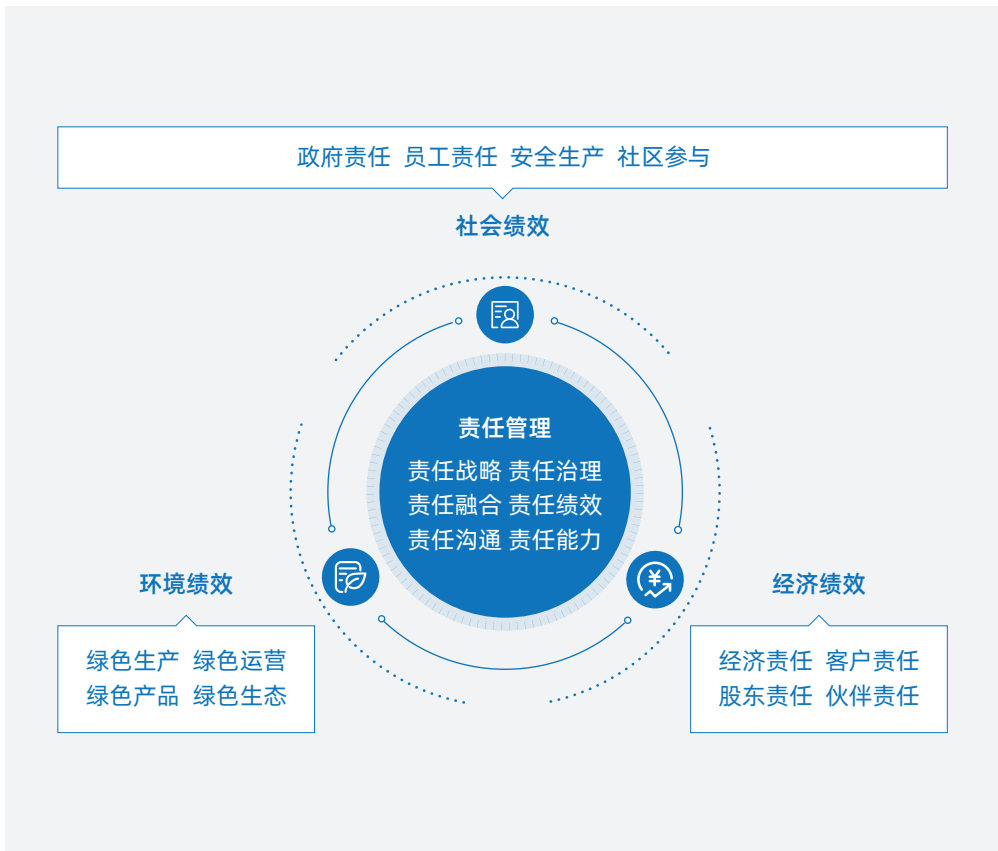 政府责任 员工责任 安全生产 社区参与
社会绩效
责任管理
责任战略 责任治理
责任融合 责任绩效
责任沟通 责任能力
环境绩效
绿色生产 绿色运营
绿色产品 绿色生态
经济绩效
经济责任 客户责任
股东责任 伙伴责任